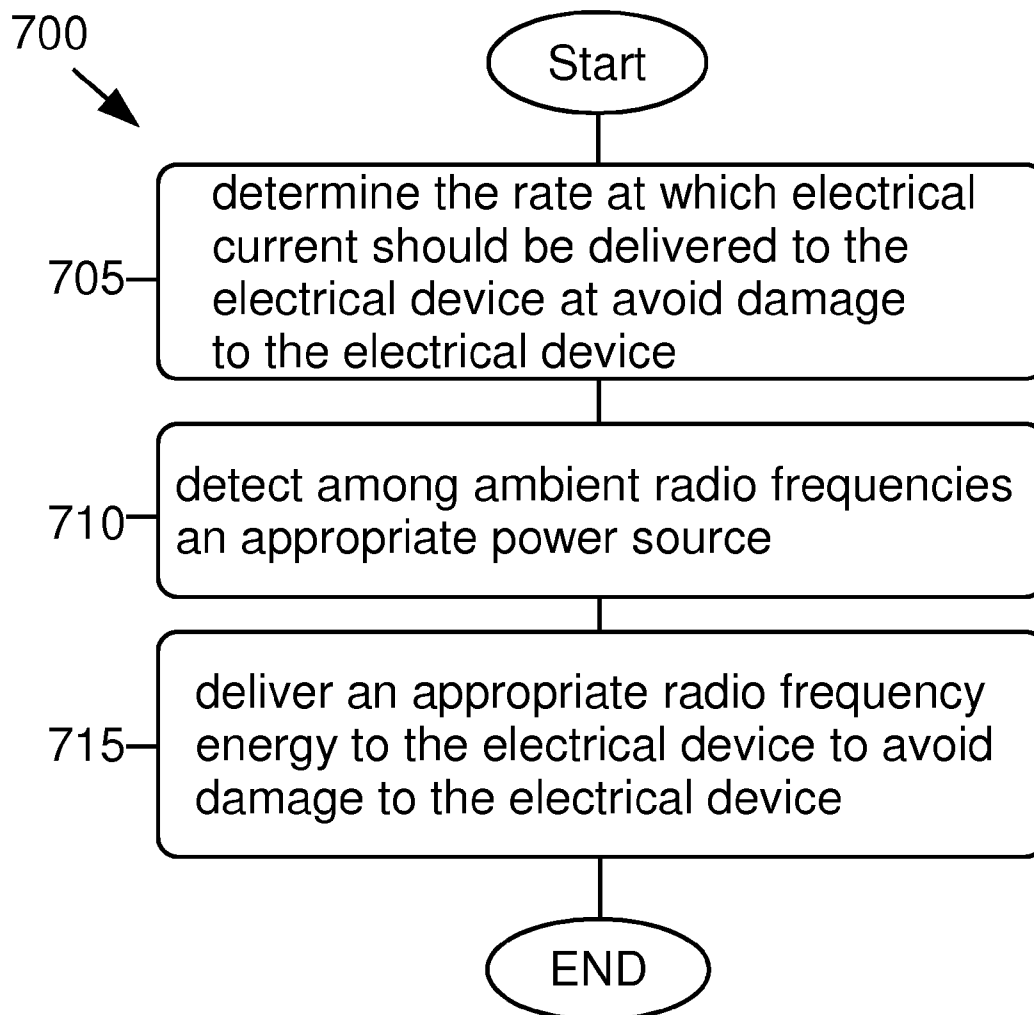 700
Start
705
determine the rate at which electrical
current should be delivered to the
electrical device at avoid damage
to the electrical device
710
detect among ambient radio frequencies
an appropriate power source
715
deliver an appropriate radio frequency
energy to the electrical device to avoid
damage to the electrical device
END